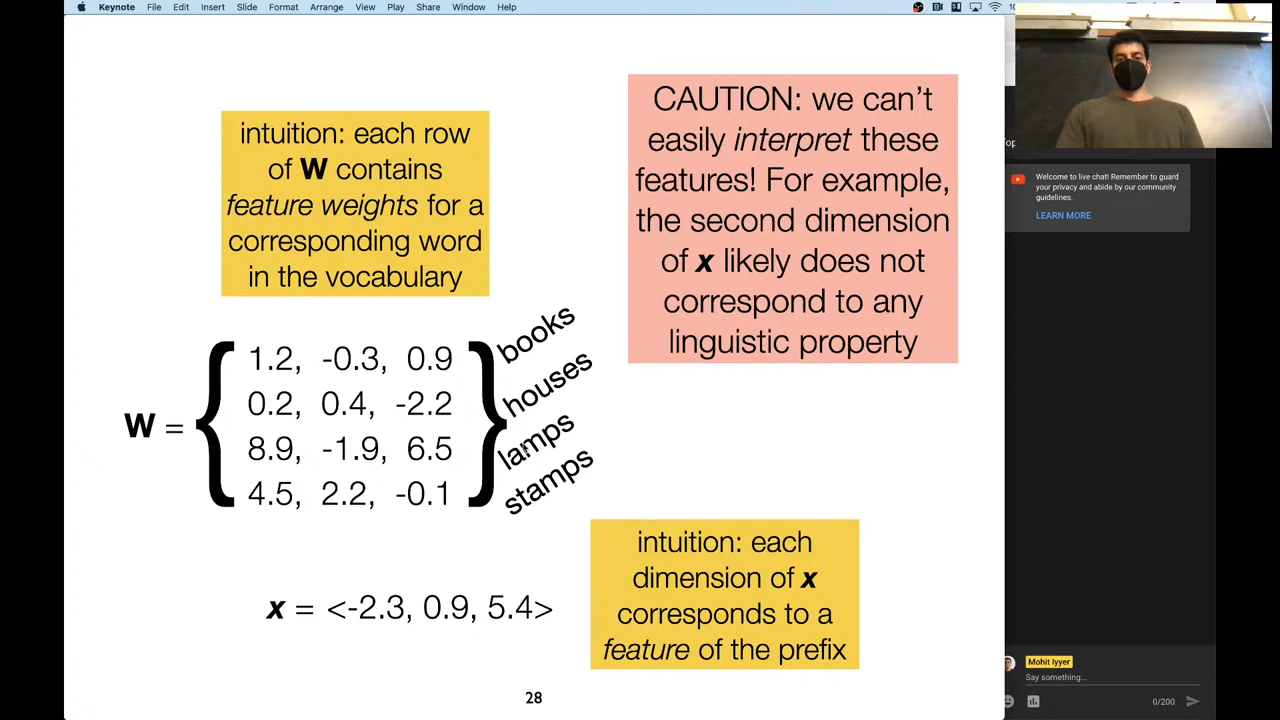 Keynote File Edit Insert Slide Format Arrange View Play Share Window Help
intuition: each row
of W contains
feature weights for a
corresponding word
in the vocabulary
CAUTION: we can't
easily interpret these
features! For example,
the second dimension
of x likely does not
correspond to any
linguistic property
W = { 1.2, -0.3, 0.9
0.2, 0.4, -2.2
8.9, -1.9, 6.5
4.5, 2.2, -0.1 }
books
houses
lamps
stamps
x = <-2.3, 0.9, 5.4>
intuition: each
dimension of x
corresponds to a
feature of the prefix
28
Welcome to live chat! Remember to guard
your privacy and abide by our community
guidelines.
LEARN MORE
Mohit Iyyer
Say something...
0/200